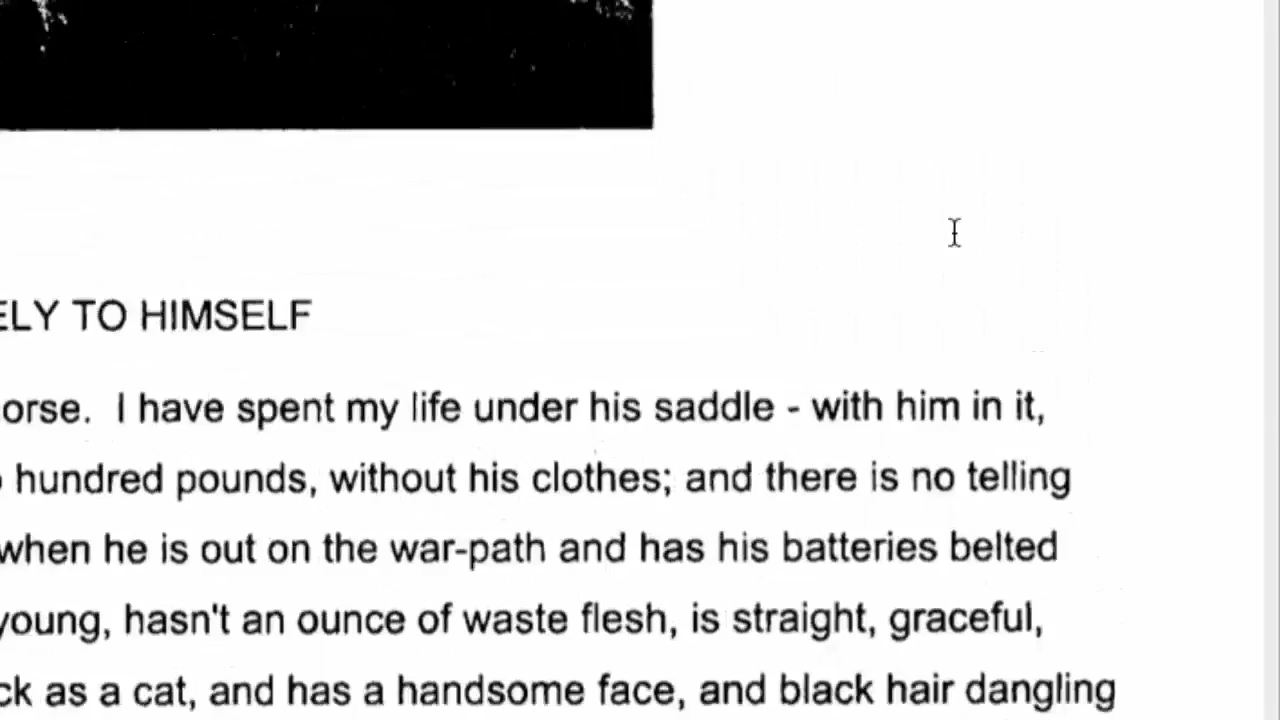 ELY TO HIMSELF
orse. I have spent my life under his saddle - with him in it,
hundred pounds, without his clothes; and there is no telling
when he is out on the war-path and has his batteries belted
young, hasn't an ounce of waste flesh, is straight, graceful,
ck as a cat, and has a handsome face, and black hair dangling